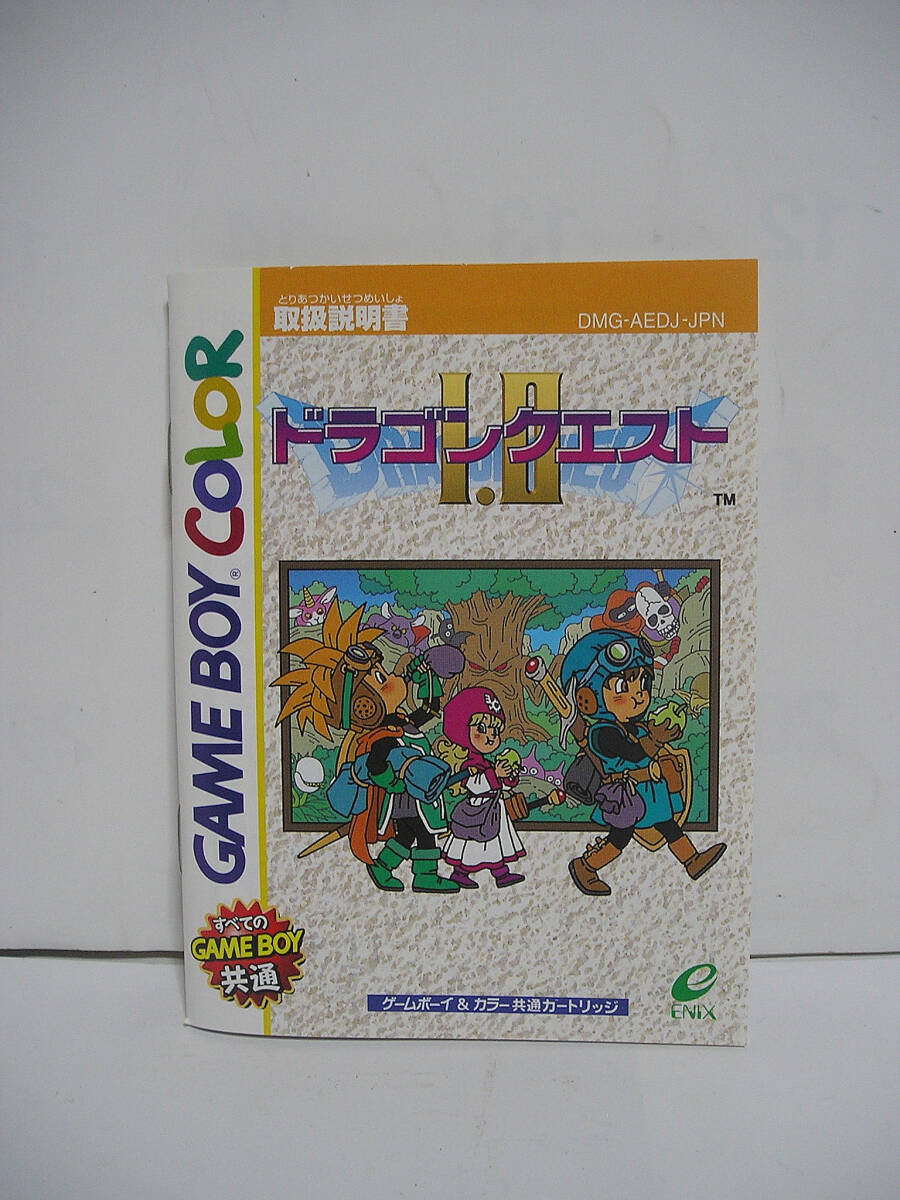 とりあつかいせつめいしょ
取扱説明書
DMG-AEDJ-JPN
ドラゴンクエスト
I.II
TM
GAME BOY® COLOR
すべての
GAME BOY
共通
ゲームボーイ & カラー共通カートリッジ
e
ENIX